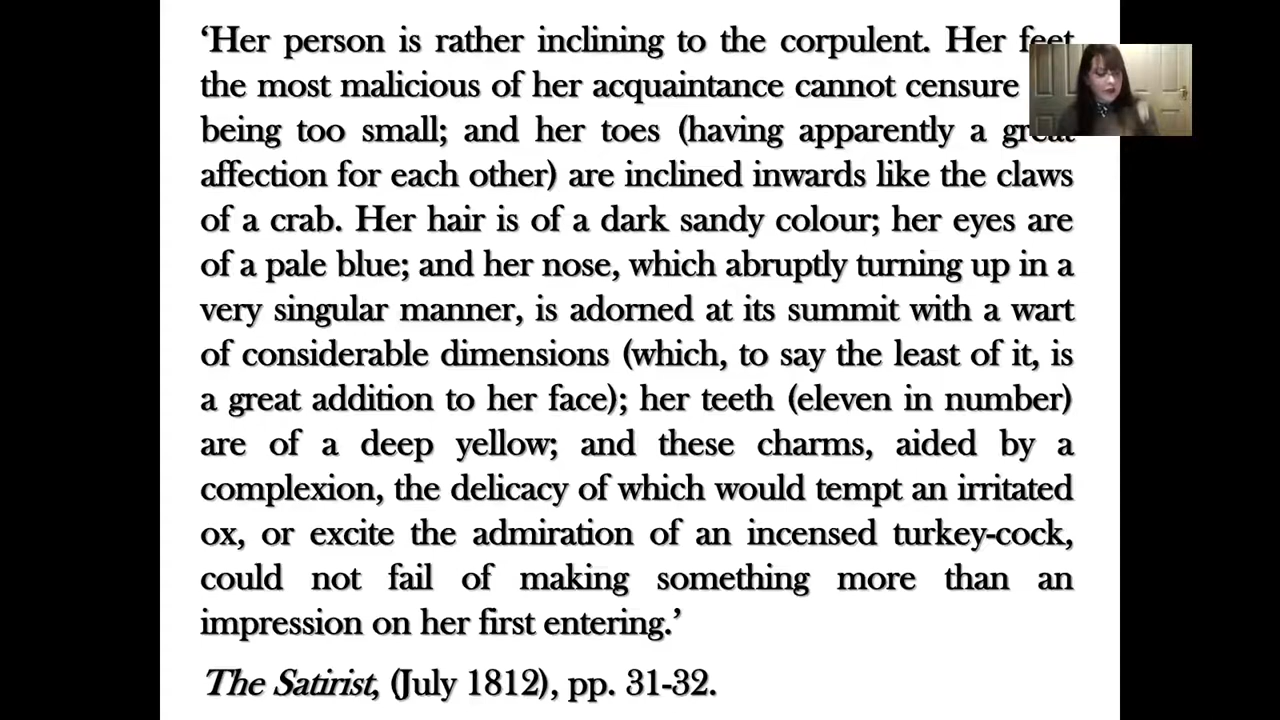 ‘Her person is rather inclining to the corpulent. Her feet
the most malicious of her acquaintance cannot censure
being too small; and her toes (having apparently a great
affection for each other) are inclined inwards like the claws
of a crab. Her hair is of a dark sandy colour; her eyes are
of a pale blue; and her nose, which abruptly turning up in a
very singular manner, is adorned at its summit with a wart
of considerable dimensions (which, to say the least of it, is
a great addition to her face); her teeth (eleven in number)
are of a deep yellow; and these charms, aided by a
complexion, the delicacy of which would tempt an irritated
ox, or excite the admiration of an incensed turkey-cock,
could not fail of making something more than an
impression on her first entering.’
The Satirist, (July 1812), pp. 31-32.